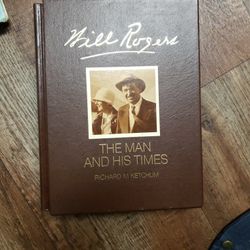 Will Rogers
THE MAN
AND HIS TIMES
RICHARD M KETCHUM